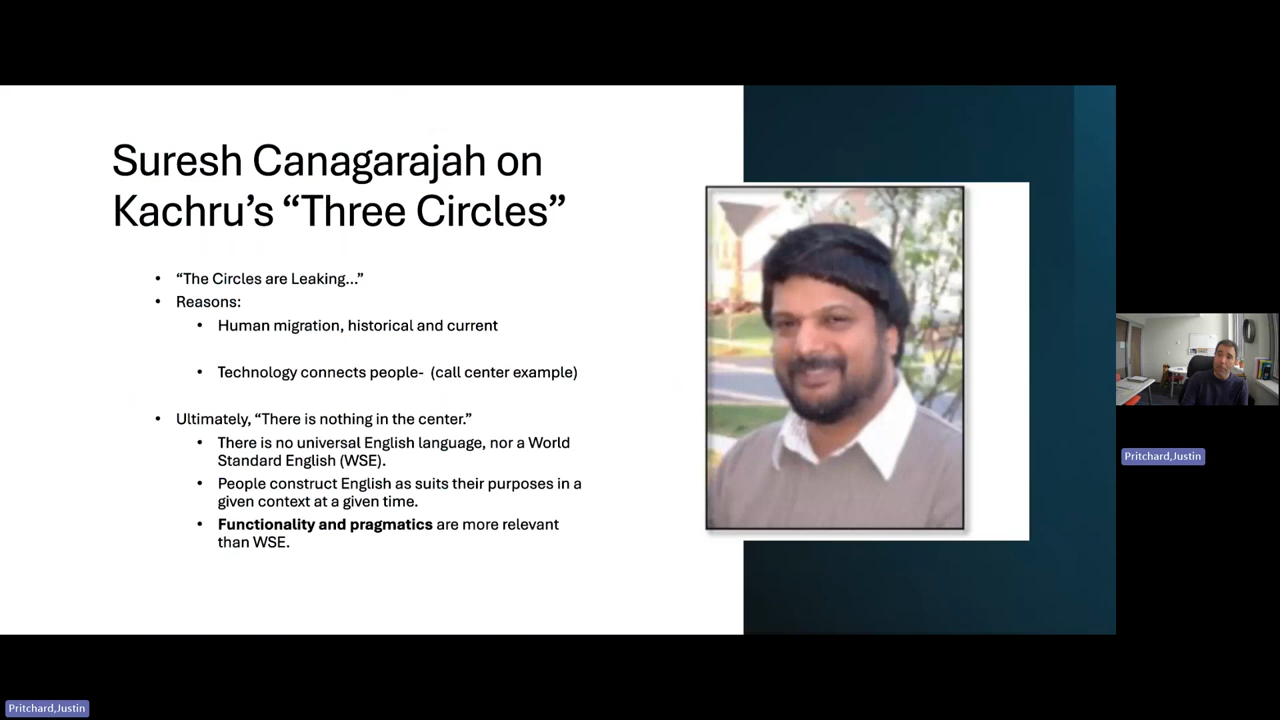 Suresh Canagarajah on
Kachru’s “Three Circles”
• “The Circles are Leaking…”
• Reasons:
• Human migration, historical and current
• Technology connects people- (call center example)
• Ultimately, “There is nothing in the center.”
• There is no universal English language, nor a World
Standard English (WSE).
• People construct English as suits their purposes in a
given context at a given time.
• Functionality and pragmatics are more relevant
than WSE.
Pritchard,Justin
Pritchard,Justin